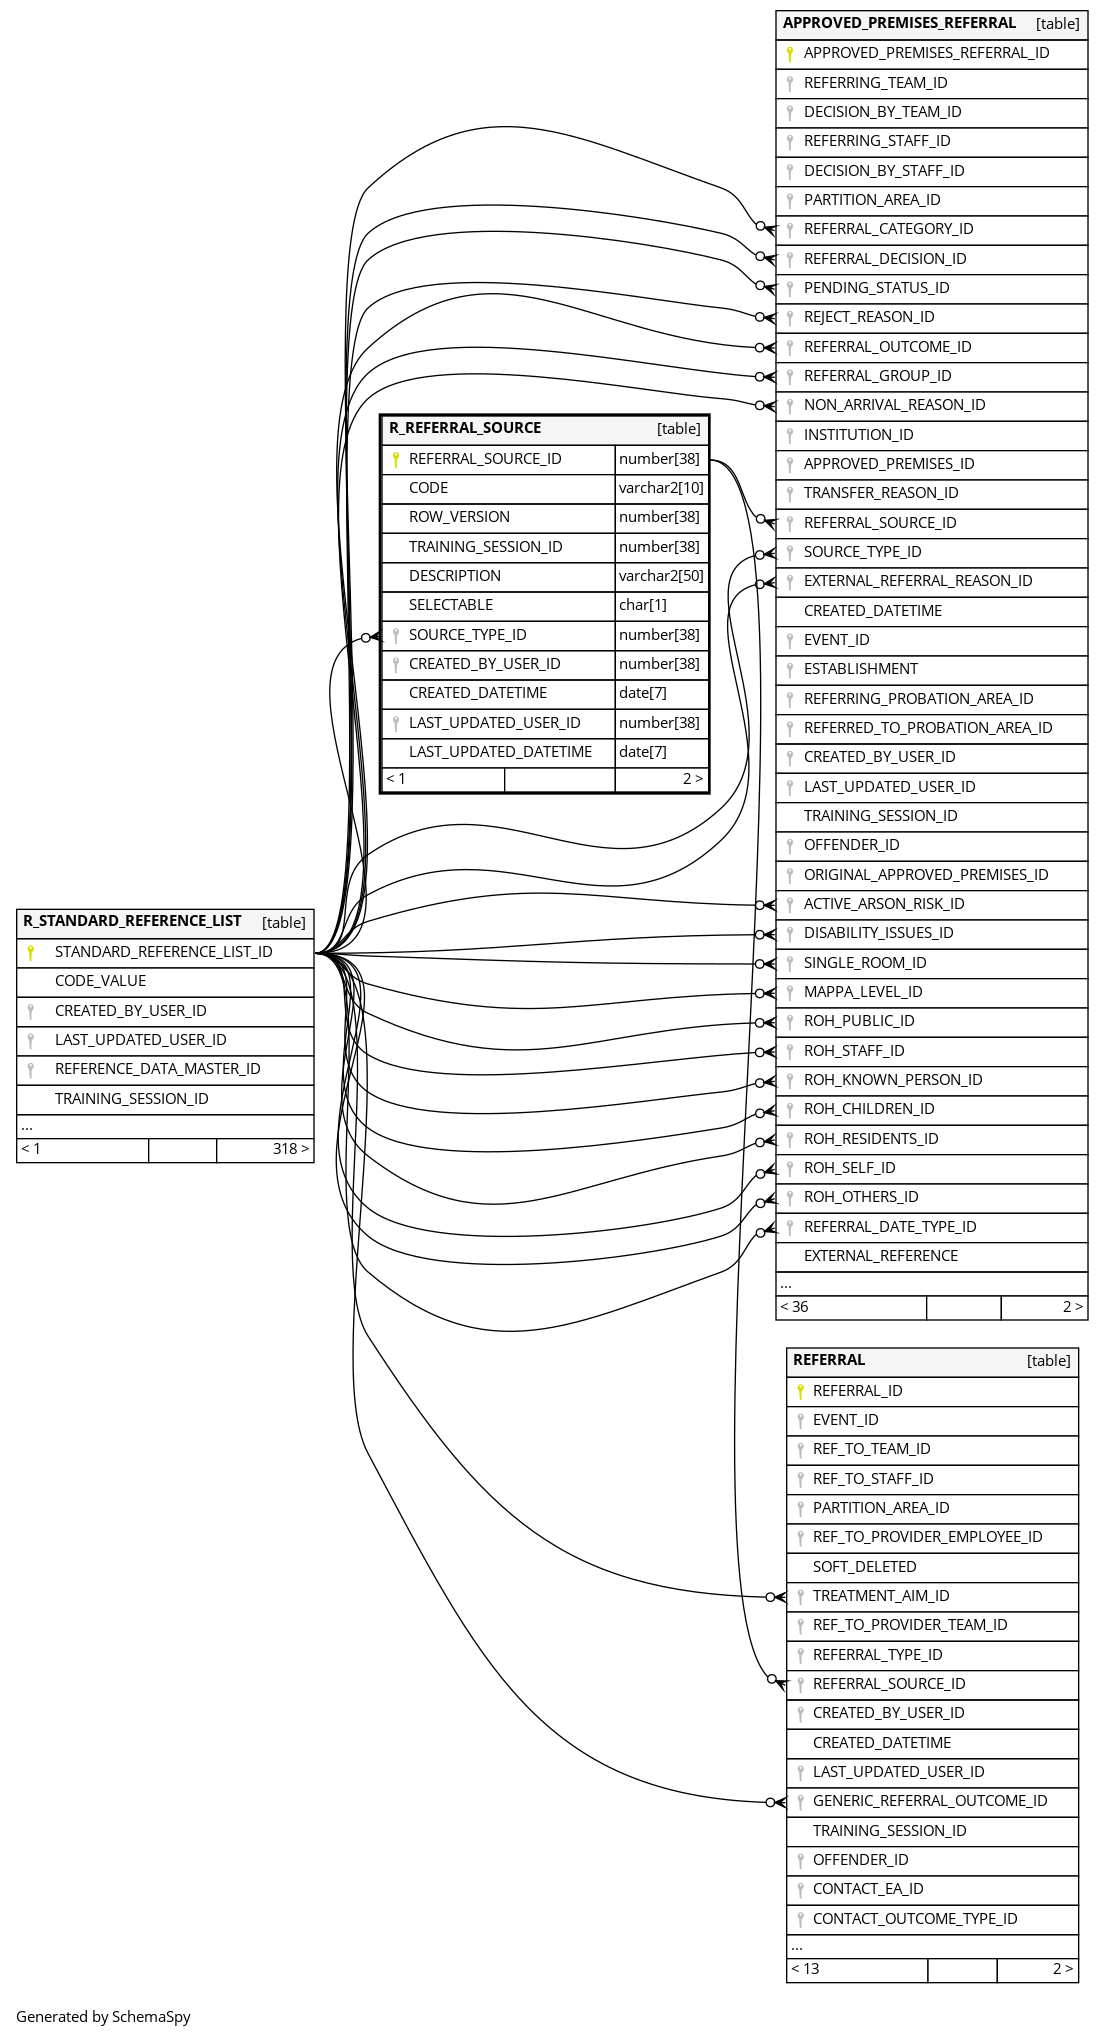 APPROVED_PREMISES_REFERRAL [table]
APPROVED_PREMISES_REFERRAL_ID
REFERRING_TEAM_ID
DECISION_BY_TEAM_ID
REFERRING_STAFF_ID
DECISION_BY_STAFF_ID
PARTITION_AREA_ID
REFERRAL_CATEGORY_ID
REFERRAL_DECISION_ID
PENDING_STATUS_ID
REJECT_REASON_ID
REFERRAL_OUTCOME_ID
REFERRAL_GROUP_ID
NON_ARRIVAL_REASON_ID
INSTITUTION_ID
APPROVED_PREMISES_ID
TRANSFER_REASON_ID
REFERRAL_SOURCE_ID
SOURCE_TYPE_ID
EXTERNAL_REFERRAL_REASON_ID
CREATED_DATETIME
EVENT_ID
ESTABLISHMENT
REFERRING_PROBATION_AREA_ID
REFERRED_TO_PROBATION_AREA_ID
CREATED_BY_USER_ID
LAST_UPDATED_USER_ID
TRAINING_SESSION_ID
OFFENDER_ID
ORIGINAL_APPROVED_PREMISES_ID
ACTIVE_ARSON_RISK_ID
DISABILITY_ISSUES_ID
SINGLE_ROOM_ID
MAPPA_LEVEL_ID
ROH_PUBLIC_ID
ROH_STAFF_ID
ROH_KNOWN_PERSON_ID
ROH_CHILDREN_ID
ROH_RESIDENTS_ID
ROH_SELF_ID
ROH_OTHERS_ID
REFERRAL_DATE_TYPE_ID
EXTERNAL_REFERENCE
...
< 36 2 >
R_REFERRAL_SOURCE [table]
REFERRAL_SOURCE_ID number[38]
CODE varchar2[10]
ROW_VERSION number[38]
TRAINING_SESSION_ID number[38]
DESCRIPTION varchar2[50]
SELECTABLE char[1]
SOURCE_TYPE_ID number[38]
CREATED_BY_USER_ID number[38]
CREATED_DATETIME date[7]
LAST_UPDATED_USER_ID number[38]
LAST_UPDATED_DATETIME date[7]
< 1 2 >
R_STANDARD_REFERENCE_LIST [table]
STANDARD_REFERENCE_LIST_ID
CODE_VALUE
CREATED_BY_USER_ID
LAST_UPDATED_USER_ID
REFERENCE_DATA_MASTER_ID
TRAINING_SESSION_ID
...
< 1 318 >
REFERRAL [table]
REFERRAL_ID
EVENT_ID
REF_TO_TEAM_ID
REF_TO_STAFF_ID
PARTITION_AREA_ID
REF_TO_PROVIDER_EMPLOYEE_ID
SOFT_DELETED
TREATMENT_AIM_ID
REF_TO_PROVIDER_TEAM_ID
REFERRAL_TYPE_ID
REFERRAL_SOURCE_ID
CREATED_BY_USER_ID
CREATED_DATETIME
LAST_UPDATED_USER_ID
GENERIC_REFERRAL_OUTCOME_ID
TRAINING_SESSION_ID
OFFENDER_ID
CONTACT_EA_ID
CONTACT_OUTCOME_TYPE_ID
...
< 13 2 >
Generated by SchemaSpy